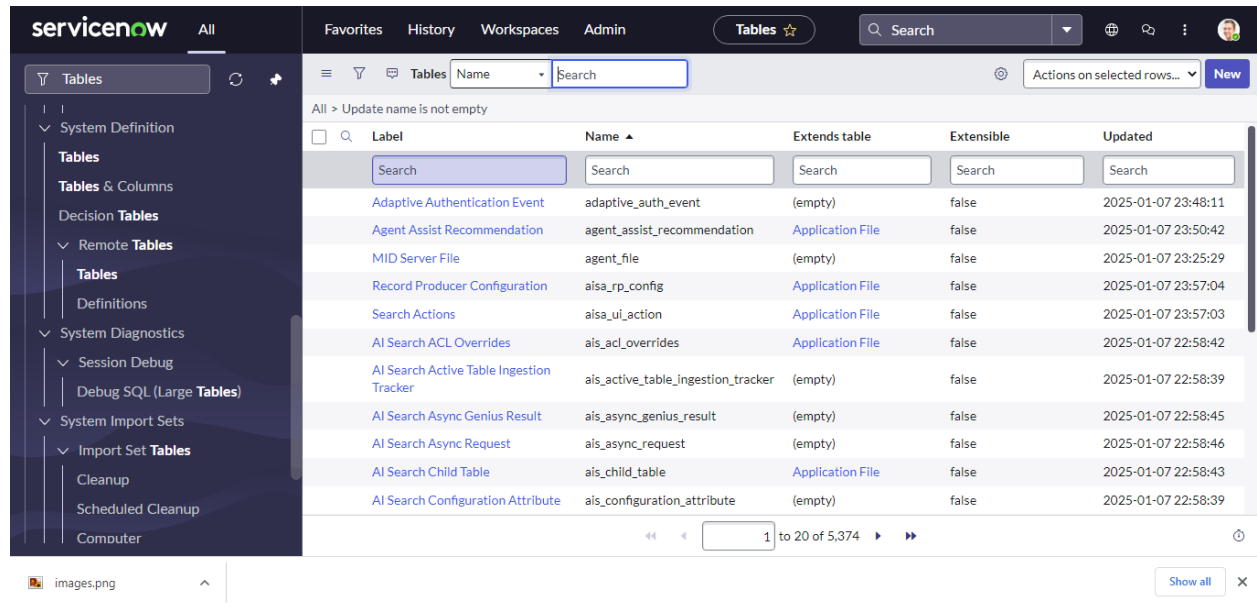 servicenow
All
Favorites
History
Workspaces
Admin
Tables
Search
Tables
Tables
Name
Search
Actions on selected rows...
New
System Definition
Tables
Tables & Columns
Decision Tables
Remote Tables
Tables
Definitions
System Diagnostics
Session Debug
Debug SQL (Large Tables)
System Import Sets
Import Set Tables
Cleanup
Scheduled Cleanup
Computer
All > Update name is not empty
Label Name Extends table Extensible Updated
Search Search Search Search Search
Adaptive Authentication Event adaptive_auth_event (empty) false 2025-01-07 23:48:11
Agent Assist Recommendation agent_assist_recommendation Application File false 2025-01-07 23:50:42
MID Server File agent_file (empty) false 2025-01-07 23:25:29
Record Producer Configuration aisa_rp_config Application File false 2025-01-07 23:57:04
Search Actions aisa_ui_action Application File false 2025-01-07 23:57:03
AI Search ACL Overrides ais_acl_overrides Application File false 2025-01-07 22:58:42
AI Search Active Table Ingestion
Tracker ais_active_table_ingestion_tracker (empty) false 2025-01-07 22:58:39
AI Search Async Genius Result ais_async_genius_result (empty) false 2025-01-07 22:58:45
AI Search Async Request ais_async_request (empty) false 2025-01-07 22:58:46
AI Search Child Table ais_child_table Application File false 2025-01-07 22:58:43
AI Search Configuration Attribute ais_configuration_attribute (empty) false 2025-01-07 22:58:39
1 to 20 of 5,374
images.png
Show all